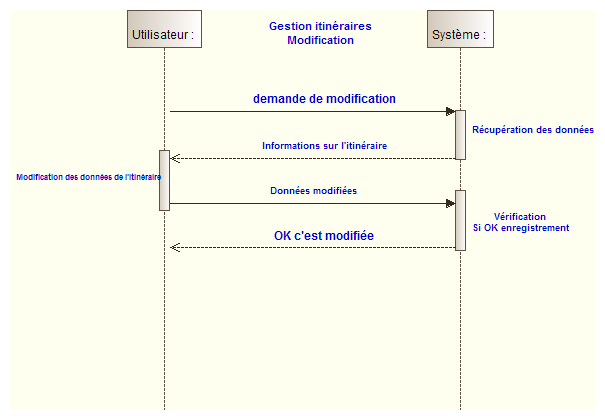 Utilisateur :
Gestion itinéraires
Modification
Système :
demande de modification
Récupération des données
Informations sur l'itinéraire
Modification des données de l'itinéraire
Données modifiées
Vérification
Si OK enregistrement
OK c'est modifiée